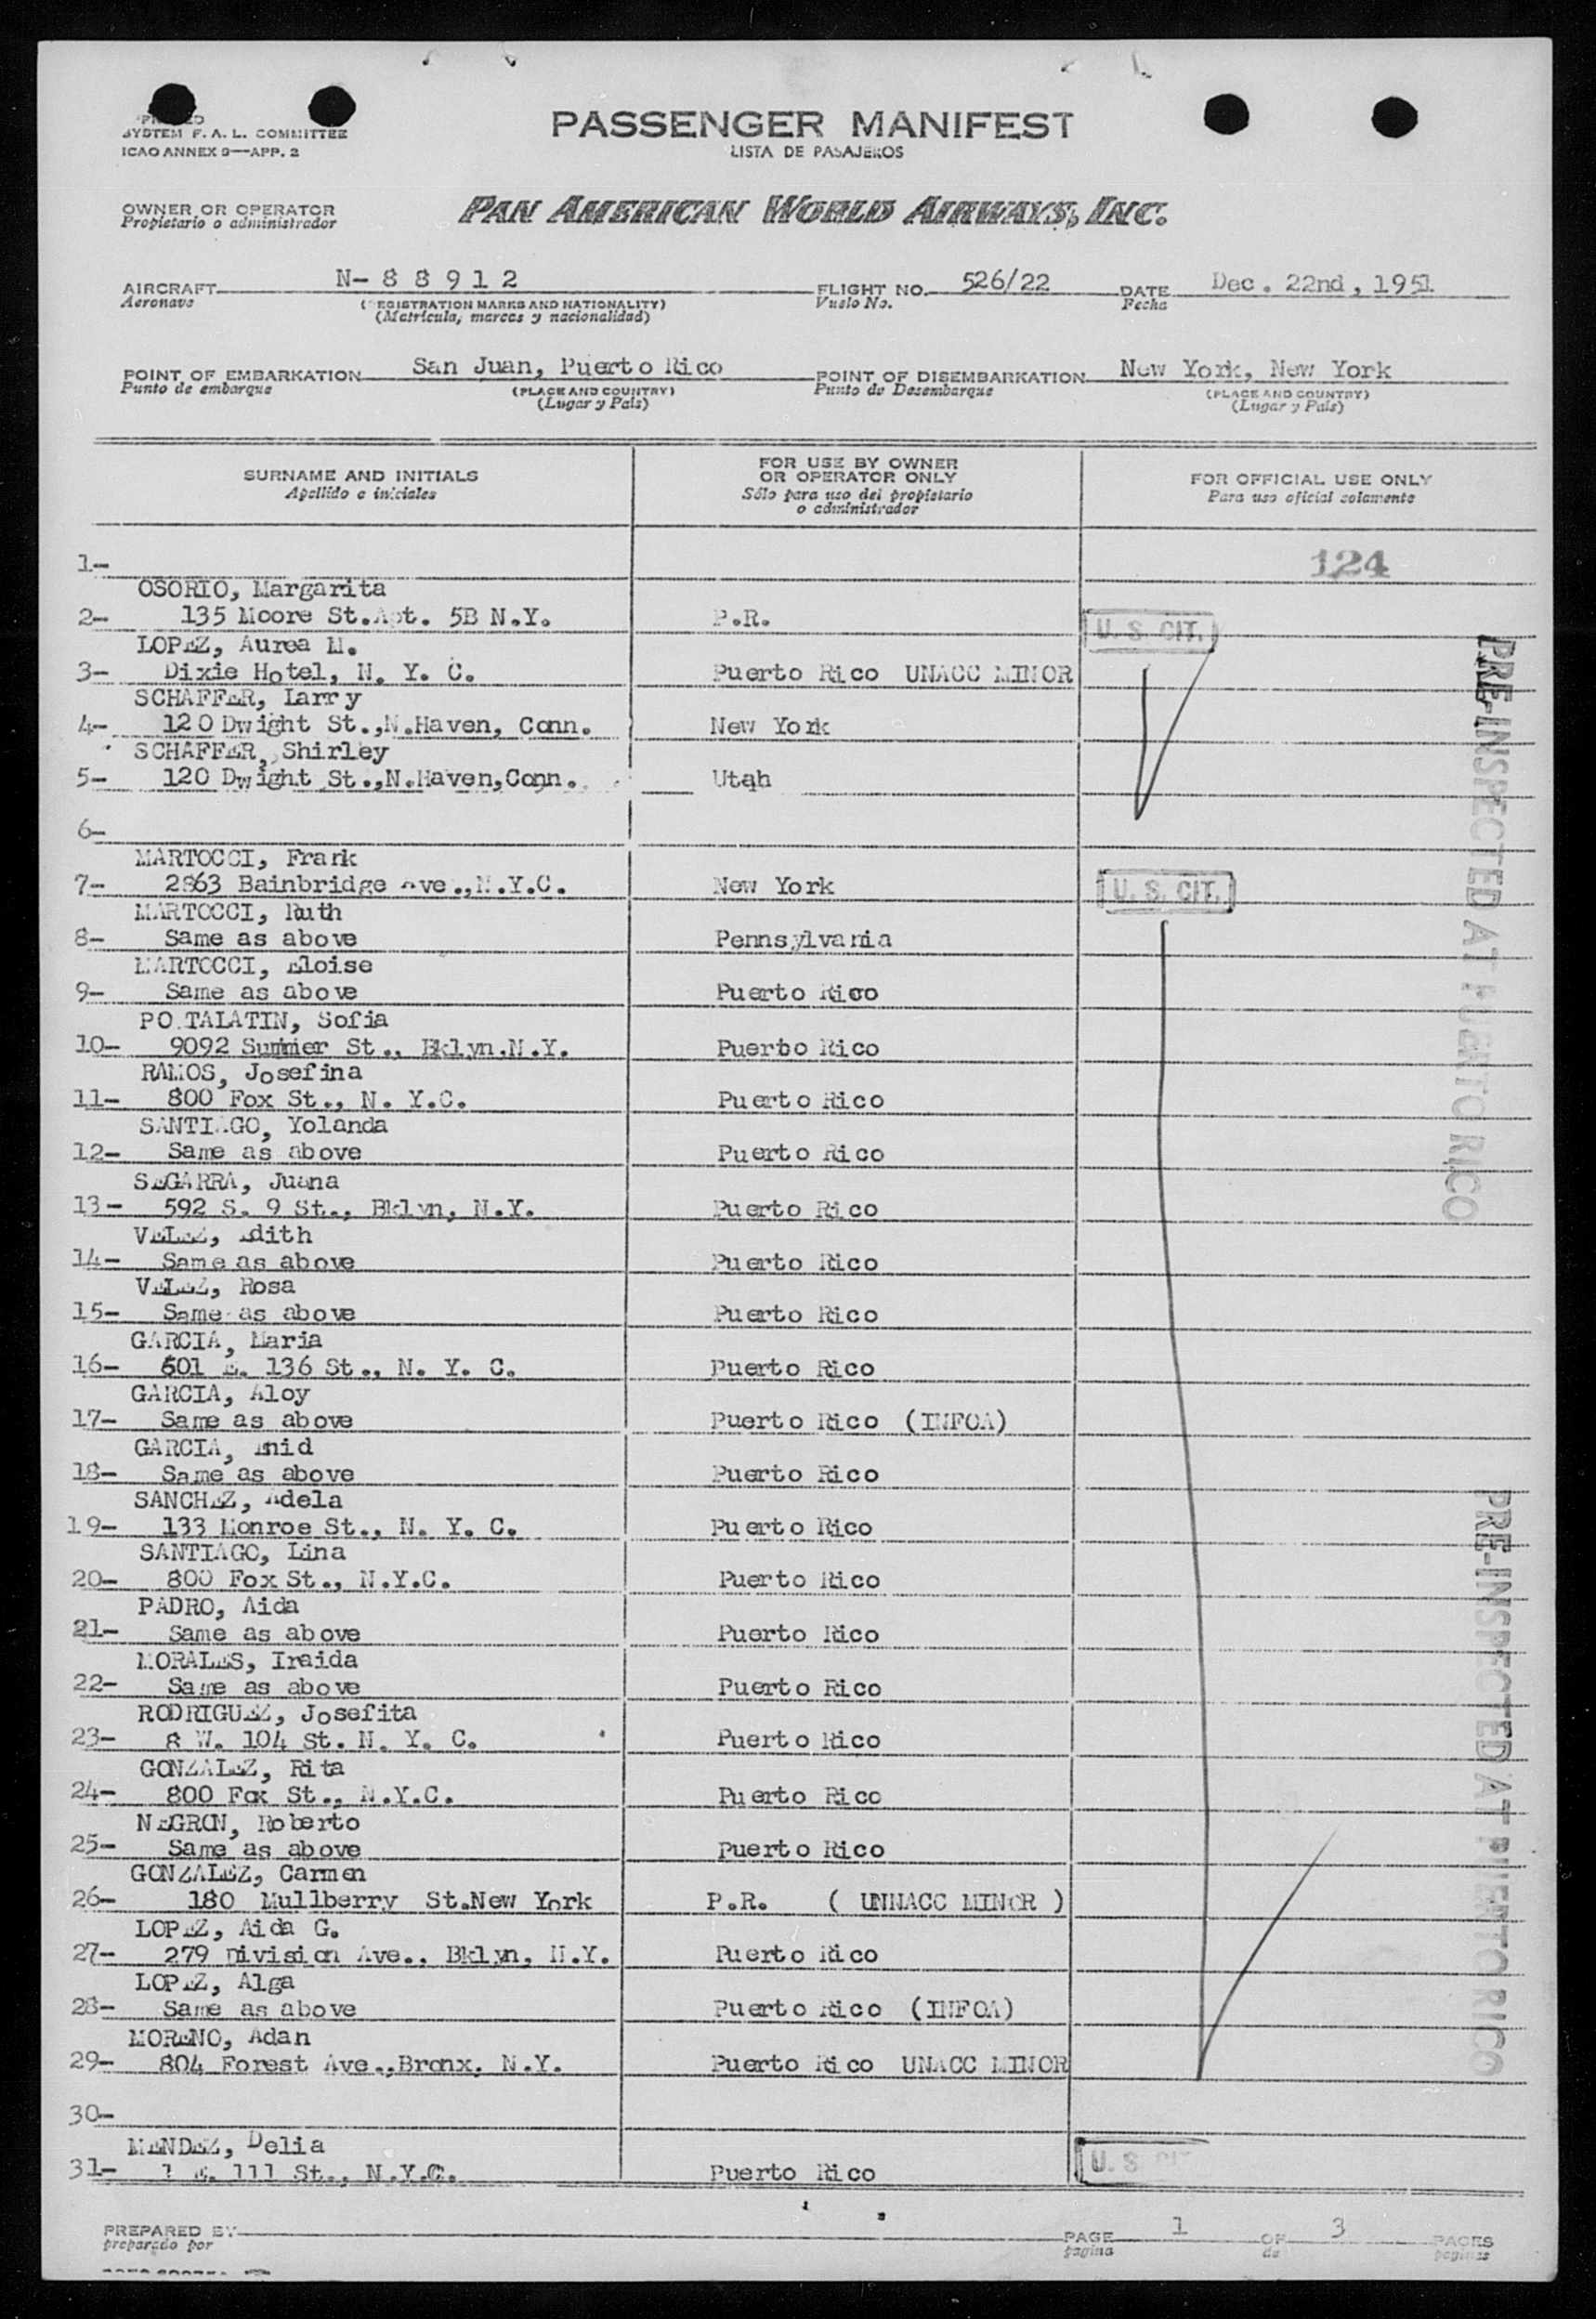 SYSTEM F. A. L. COMMITTEE
ICAO ANNEX 9—APP. 2
PASSENGER MANIFEST
LISTA DE PASAJEROS
OWNER OR OPERATOR
Propietario o administrador
PAN AMERICAN WORLD AIRWAYS, INC.
AIRCRAFT N- 8 8 9 1 2 FLIGHT NO. 526/22 DATE Dec. 22nd, 1951
Aeronave (REGISTRATION MARKS AND NATIONALITY) Vuelo No. Fecha
(Matrícula, marcas y nacionalidad)
POINT OF EMBARKATION San Juan, Puerto Rico POINT OF DISEMBARKATION New York, New York
Punto de embarque (PLACE AND COUNTRY) Punto de Desembarque (PLACE AND COUNTRY)
(Lugar y País) (Lugar y País)
SURNAME AND INITIALS FOR USE BY OWNER OR OPERATOR ONLY FOR OFFICIAL USE ONLY
Apellido e iniciales Sólo para uso del propietario o administrador Para uso oficial solamente
1- 124
OSORIO, Margarita
2- 135 Moore St.Apt. 5B N.Y. P.R. U. S. CIT.
LOPEZ, Aurea M.
3- Dixie Hotel, N. Y. C. Puerto Rico UNACC MINOR
SCHAFFER, Larry
4- 120 Dwight St.,N.Haven, Conn. New York
SCHAFFER, Shirley
5- 120 Dwight St.,N.Haven,Conn. Utah
6-
MARTOCCI, Frank
7- 2863 Bainbridge Ave.,N.Y.C. New York U. S. CIT.
MARTOCCI, Ruth
8- Same as above Pennsylvania
MARTOCCI, Eloise
9- Same as above Puerto Rico
PO TALATIN, Sofia
10- 9092 Summer St., Bklyn.N.Y. Puerbo Rico
RAMOS, Josefina
11- 800 Fox St., N. Y.C. Puerto Rico
SANTIAGO, Yolanda
12- Same as above Puerto Rico
SEGARRA, Juana
13- 592 S. 9 St., Bklyn, N.Y. Puerto Rico
VELEZ, Edith
14- Same as above Puerto Rico
VELEZ, Rosa
15- Same as above Puerto Rico
GARCIA, Maria
16- 601 E. 136 St., N. Y. C. Puerto Rico
GARCIA, Aloy
17- Same as above Puerto Rico (INFOA)
GARCIA, Enid
18- Same as above Puerto Rico
SANCHEZ, Adela
19- 133 Monroe St., N. Y. C. Puerto Rico
SANTIAGO, Lina
20- 800 Fox St., N.Y.C. Puerto Rico
PADRO, Aida
21- Same as above Puerto Rico
MORALES, Iraida
22- Same as above Puerto Rico
RODRIGUEZ, Josefita
23- 8 W. 104 St. N. Y. C. Puerto Rico
GONZALEZ, Rita
24- 800 Fox St., N.Y.C. Puerto Rico
NEGRON, Roberto
25- Same as above Puerto Rico
GONZALEZ, Carmen
26- 180 Mullberry St.New York P.R. ( UNNACC MINOR )
LOPEZ, Aida G.
27- 279 Division Ave., Bklyn, N.Y. Puerto Rico
LOPEZ, Alga
28- Same as above Puerto Rico (INFOA)
MORENO, Adan
29- 804 Forest Ave.,Bronx, N.Y. Puerto Rico UNACC MINOR
30-
MENDEZ, Delia
31- 1 E. 111 St., N.Y.C. Puerto Rico U. S CIT
PRE-INSPECTED AT PUERTO RICO
PRE-INSPECTED AT PUERTO RICO
PREPARED BY PAGE 1 OF 3 PAGES
preparado por pagina de paginas